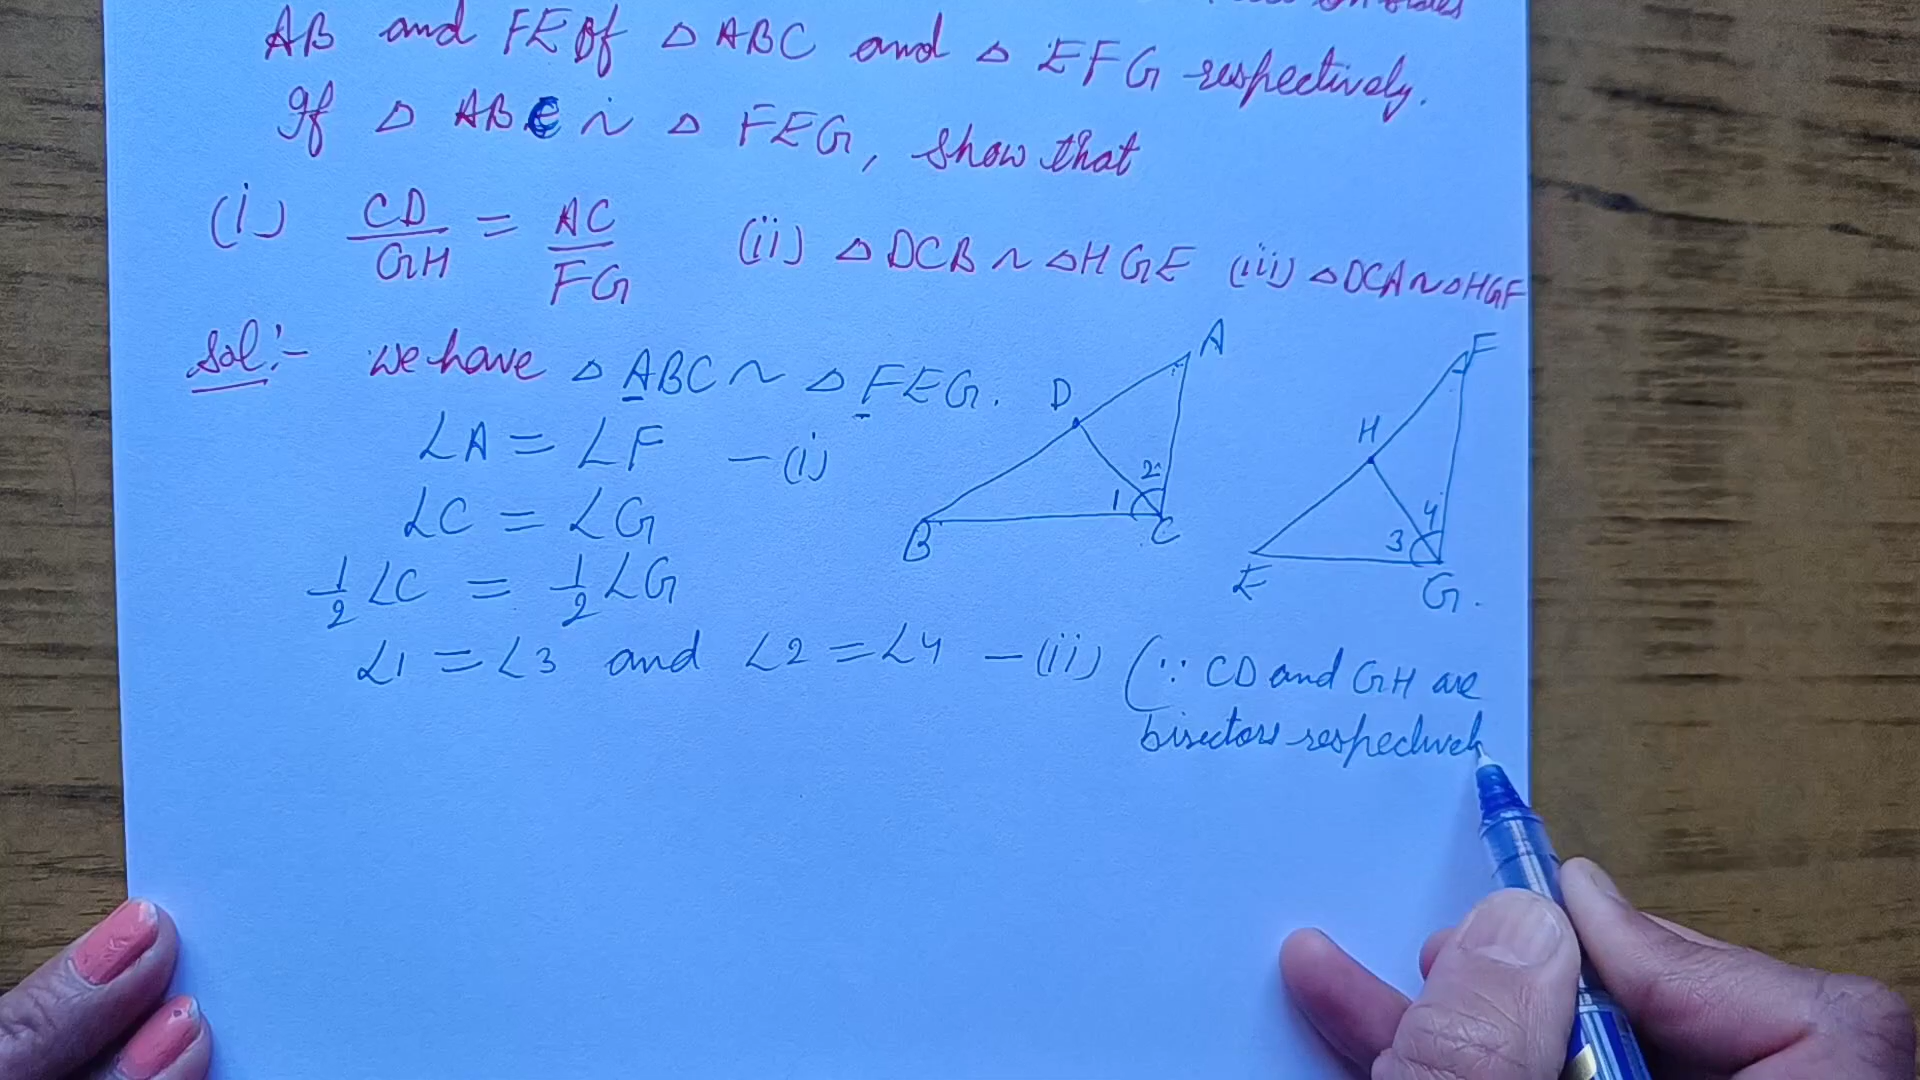 AB and FE of △ ABC and △ EFG respectively.
If △ ABC ~ △ FEG, show that
(i) CD/GH = AC/FG (ii) △DCB ~ △HGE (iii) △DCA ~ △HGF
Sol:- We have △ ABC ~ △ FEG.
∠A = ∠F - (i)
∠C = ∠G
1/2 ∠C = 1/2 ∠G
∠1 = ∠3 and ∠2 = ∠4 - (ii) (∵ CD and GH are
bisectors respectively
A
D
2
1
B
C
F
H
4
3
E
G.